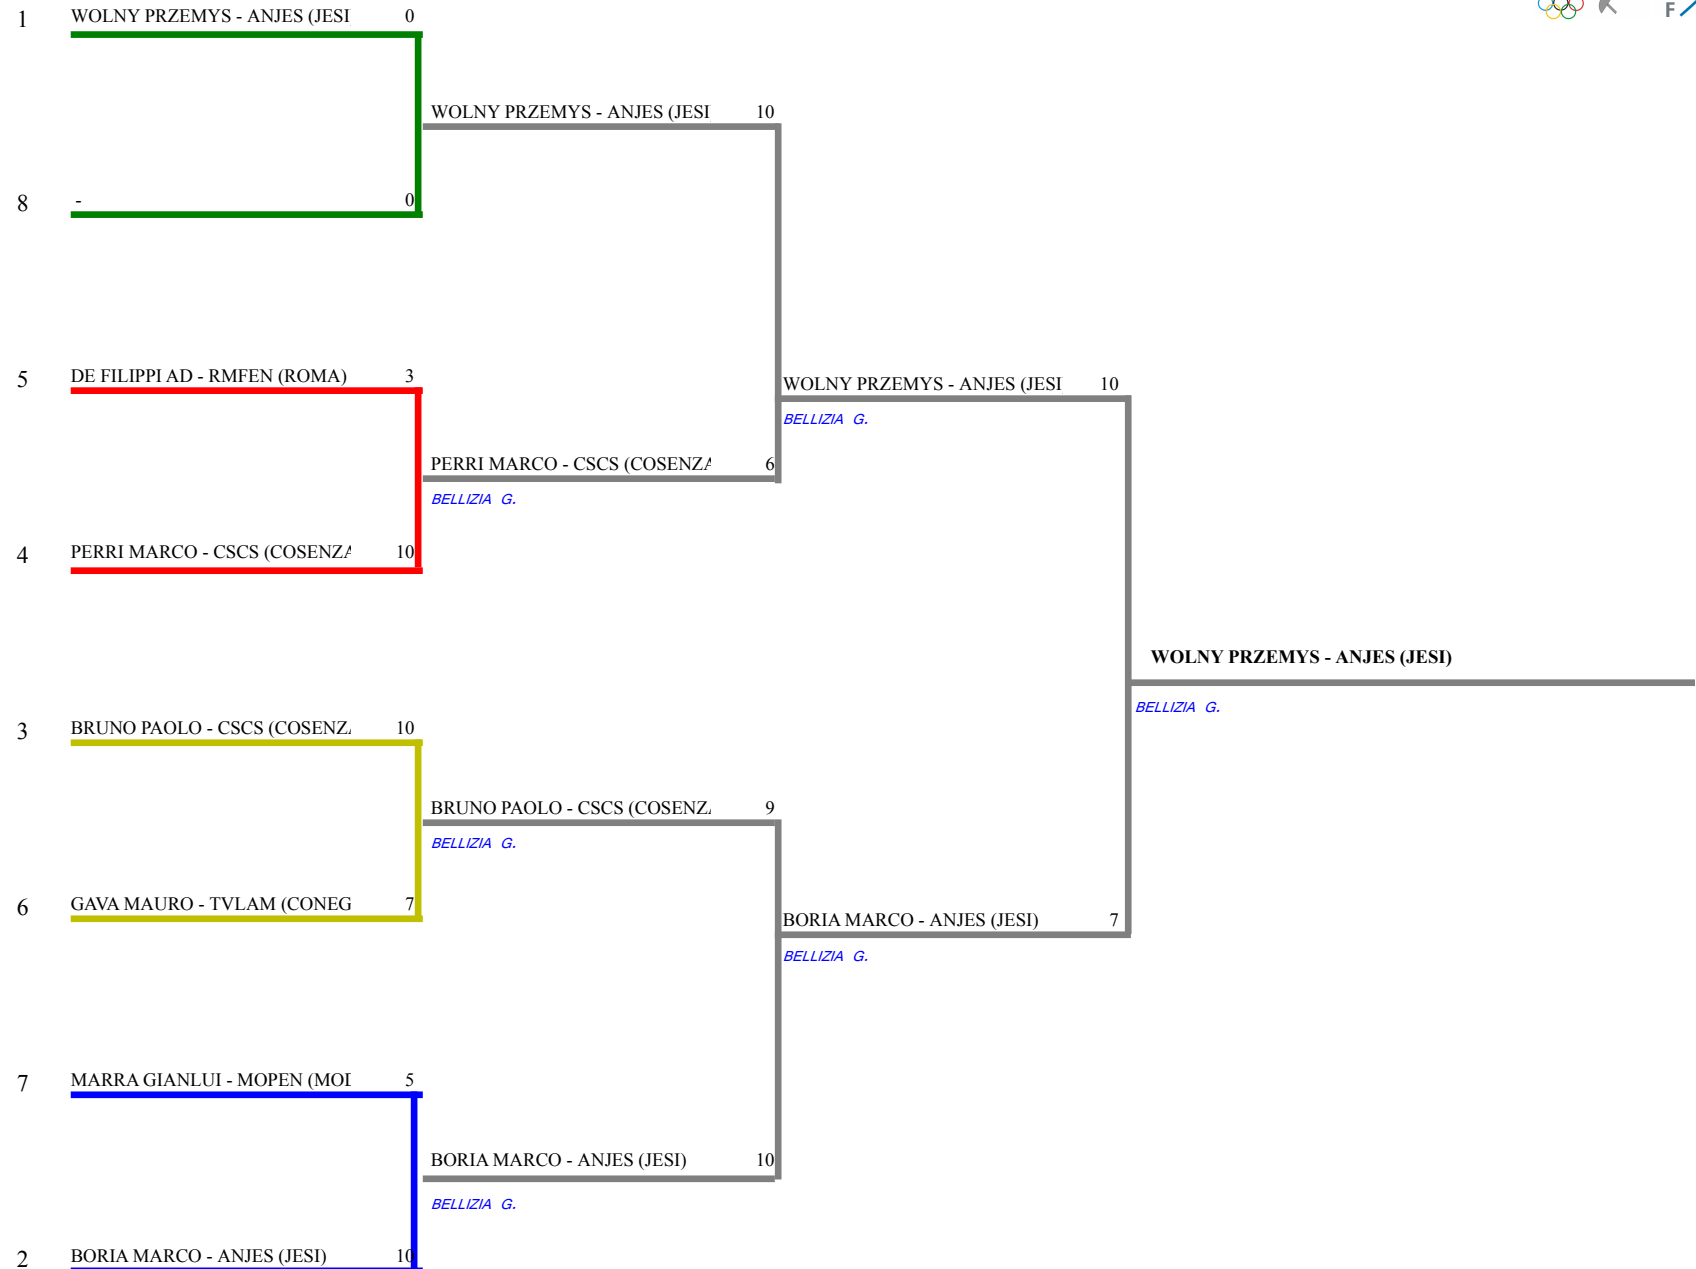 1 WOLNY PRZEMYS - ANJES (JESI 0
WOLNY PRZEMYS - ANJES (JESI 10
8 - 0
5 DE FILIPPI AD - RMFEN (ROMA) 3
WOLNY PRZEMYS - ANJES (JESI 10
BELLIZIA G.
PERRI MARCO - CSCS (COSENZA 6
BELLIZIA G.
4 PERRI MARCO - CSCS (COSENZA 10
WOLNY PRZEMYS - ANJES (JESI)
BELLIZIA G.
3 BRUNO PAOLO - CSCS (COSENZA 10
BRUNO PAOLO - CSCS (COSENZA 9
BELLIZIA G.
6 GAVA MAURO - TVLAM (CONEG 7
BORIA MARCO - ANJES (JESI) 7
BELLIZIA G.
7 MARRA GIANLUI - MOPEN (MOD 5
BORIA MARCO - ANJES (JESI) 10
BELLIZIA G.
2 BORIA MARCO - ANJES (JESI) 10
F